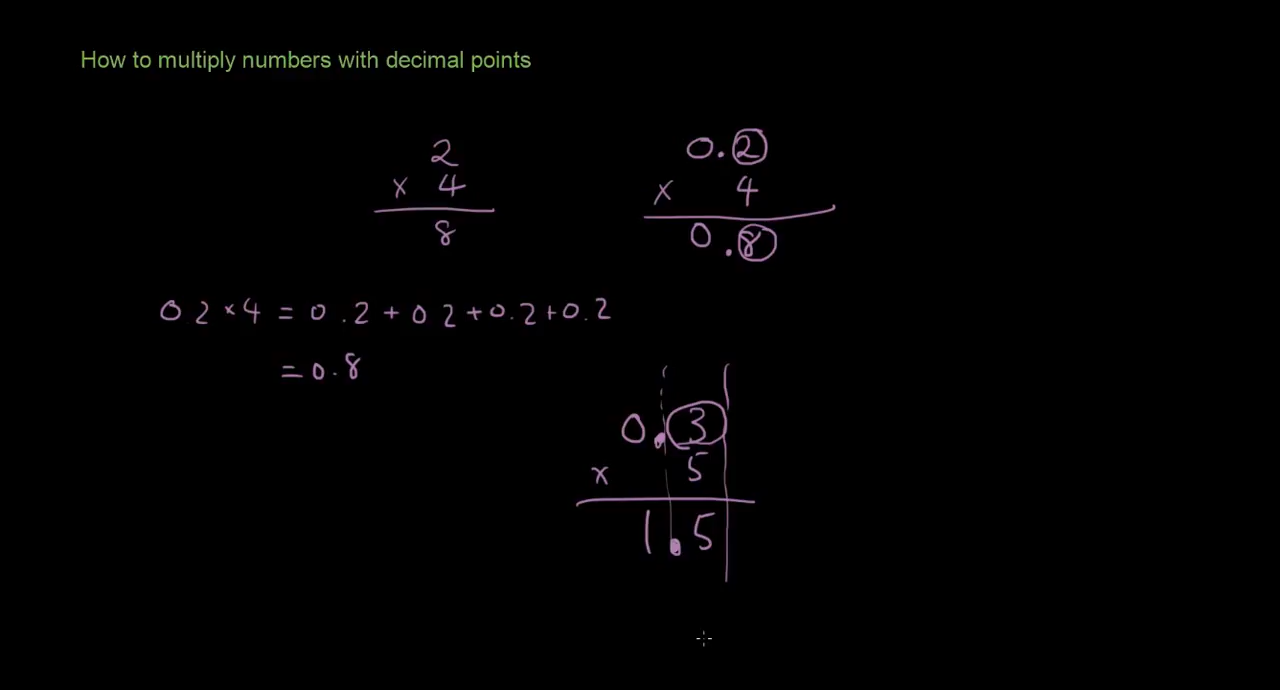 How to multiply numbers with decimal points
2
x 4
8
0.2
x 4
0.8
0 2 x 4 = 0.2 + 0 2 + 0.2 + 0.2
= 0.8
0.3
x 5
1.5